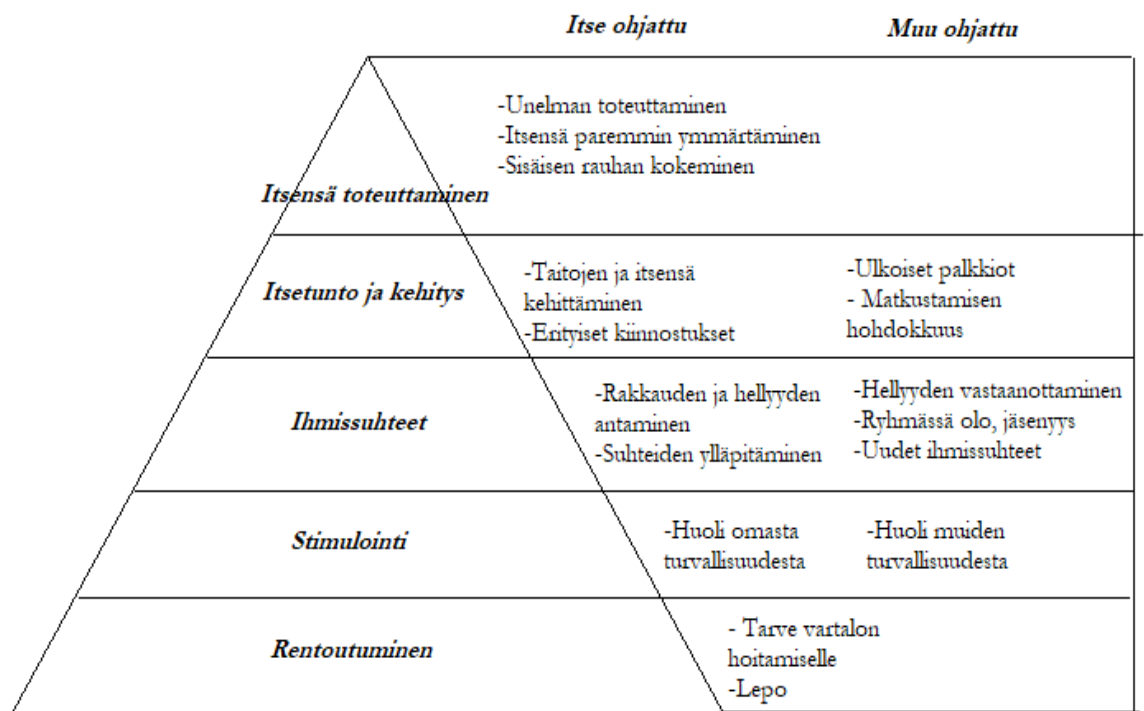 Itse ohjattu
Muu ohjattu
-Unelman toteuttaminen
-Itsensä paremmin ymmärtäminen
-Sisäisen rauhan kokeminen
Itsensä toteuttaminen
Itsetunto ja kehitys
-Taitojen ja itsensä
kehittäminen
-Erityiset kiinnostukset
-Ulkoiset palkkiot
- Matkustamisen
hohdokkuus
Ihmissuhteet
-Rakkauden ja hellyyden
antaminen
-Suhteiden ylläpitäminen
-Hellyyden vastaanottaminen
-Ryhmässä olo, jäsenyys
-Uudet ihmissuhteet
Stimulointi
-Huoli omasta
turvallisuudesta
-Huoli muiden
turvallisuudesta
Rentoutuminen
- Tarve vartalon
hoitamiselle
-Lepo